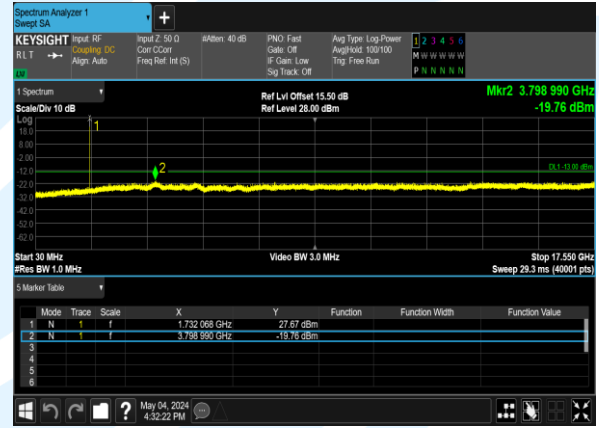 Spectrum Analyzer 1
Swept SA
+
KEYSIGHT Input: RF Input Z: 50 Ω #Atten: 40 dB PNO: Fast Avg Type: Log-Power 1 2 3 4 5 6
RLT Coupling: DC Corr CCorr Gate: Off Avg|Hold: 100/100 M W W W W W
Align: Auto Freq Ref: Int (S) IF Gain: Low Trig: Free Run
Sig Track: Off P N N N N N
LW
1 Spectrum Ref Lvl Offset 15.50 dB Mkr2 3.798 990 GHz
Scale/Div 10 dB Ref Level 28.00 dBm -19.76 dBm
Log
1
18.0
8.00
-2.00
-12.0 DL1 -13.00 dBm
2
-22.0
-32.0
-42.0
-52.0
-62.0
Start 30 MHz Video BW 3.0 MHz Stop 17.550 GHz
#Res BW 1.0 MHz Sweep 29.3 ms (40001 pts)
5 Marker Table
Mode Trace Scale X Y Function Function Width Function Value
1 N 1 f 1.732 068 GHz 27.67 dBm
2 N 1 f 3.798 990 GHz -19.76 dBm
3
4
5
6
? May 04, 2024
4:32:22 PM